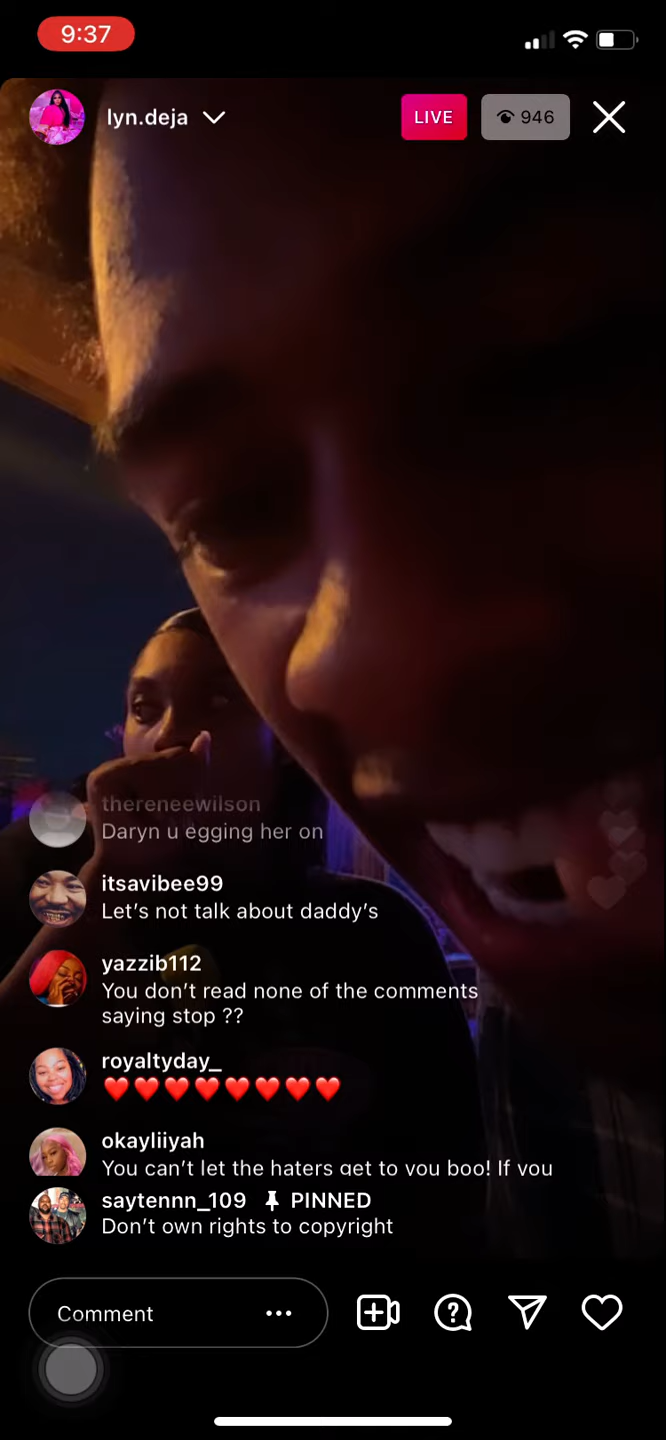 9:37
lyn.deja
LIVE
946
thereneewilson
Daryn u egging her on
itsavibee99
Let's not talk about daddy's
yazzib112
You don't read none of the comments
saying stop ??
royaltyday_
❤️❤️❤️❤️❤️❤️❤️❤️
okayliiyah
You can't let the haters get to you boo! If you
saytennn_109 PINNED
Don't own rights to copyright
Comment